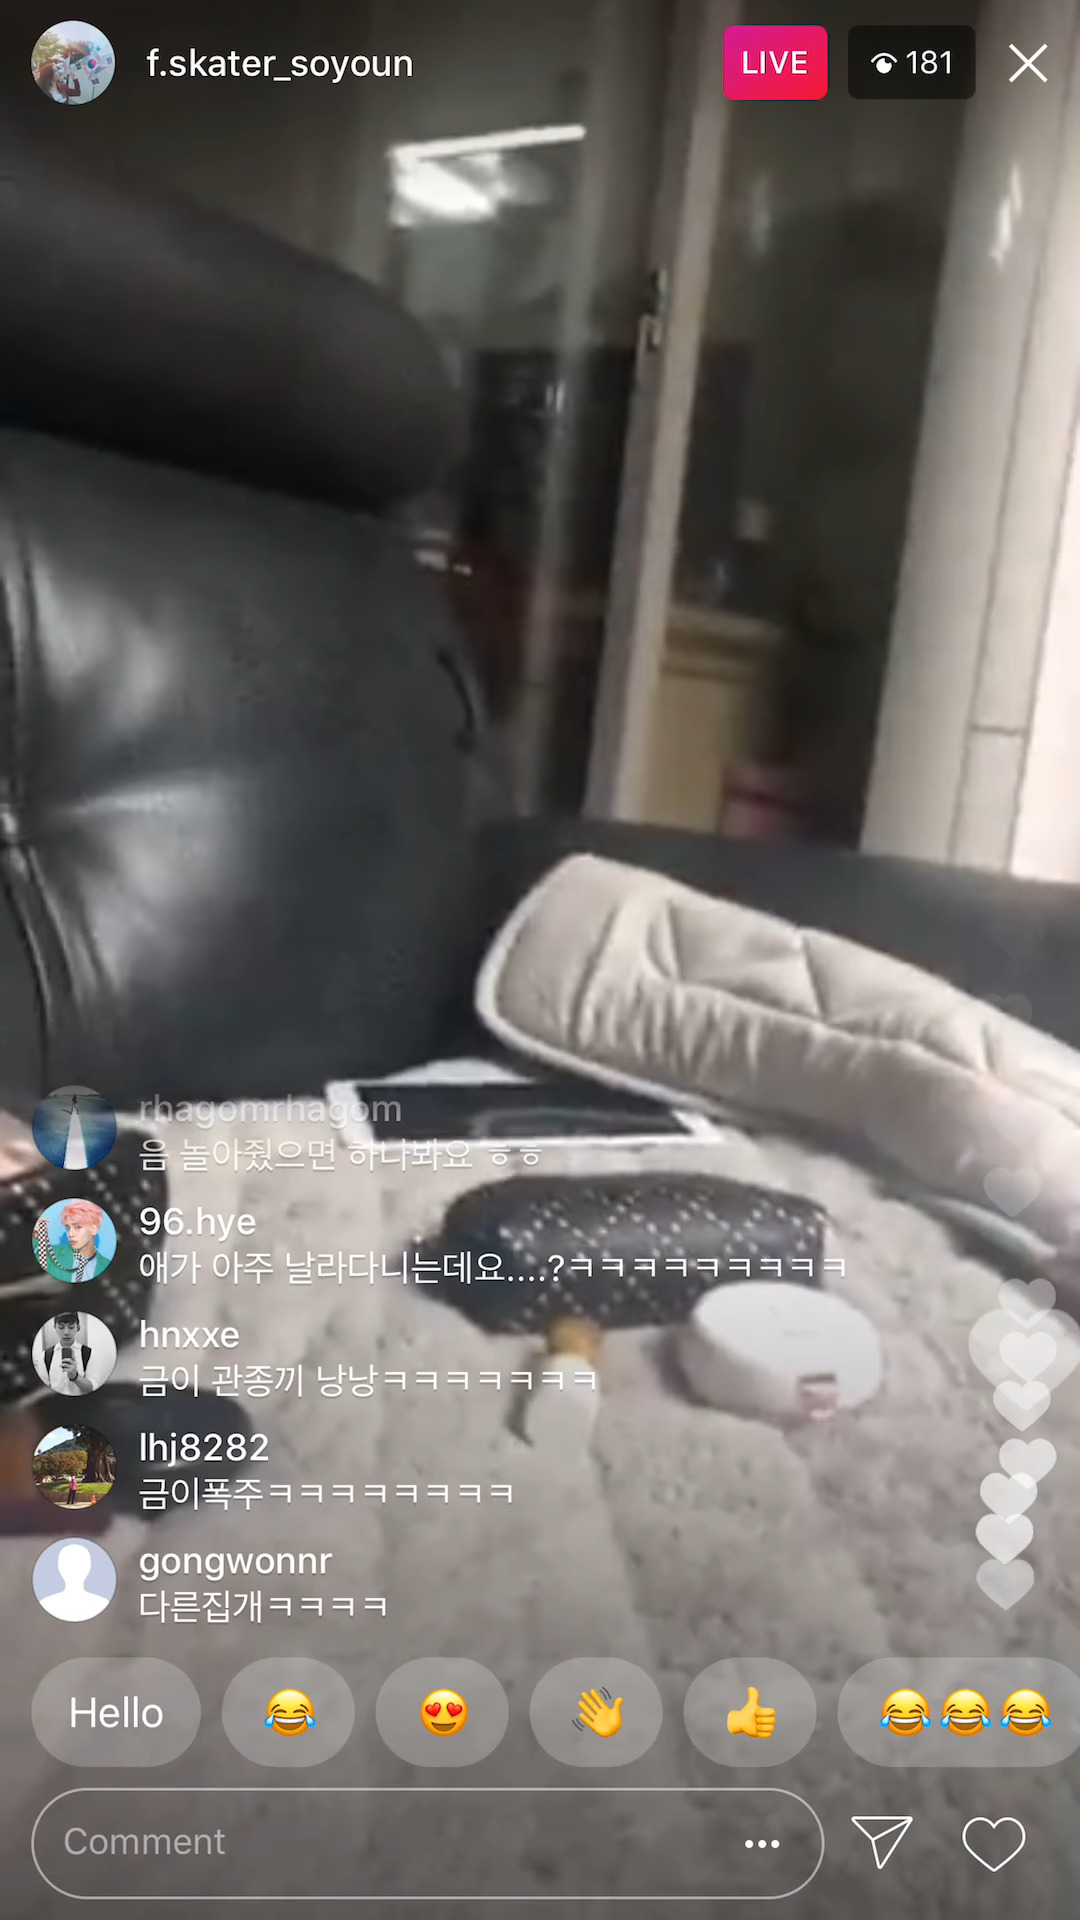 f.skater_soyoun
LIVE
181
rhagomrhagom
음 놀아줬으면 하나봐요 ㅎㅎ
96.hye
애가 아주 날라다니는데요....?ㅋㅋㅋㅋㅋㅋㅋㅋㅋ
hnxxe
금이 관종끼 낭낭ㅋㅋㅋㅋㅋㅋㅋ
lhj8282
금이폭주ㅋㅋㅋㅋㅋㅋㅋㅋ
gongwonnr
다른집개ㅋㅋㅋㅋ
Hello
Comment